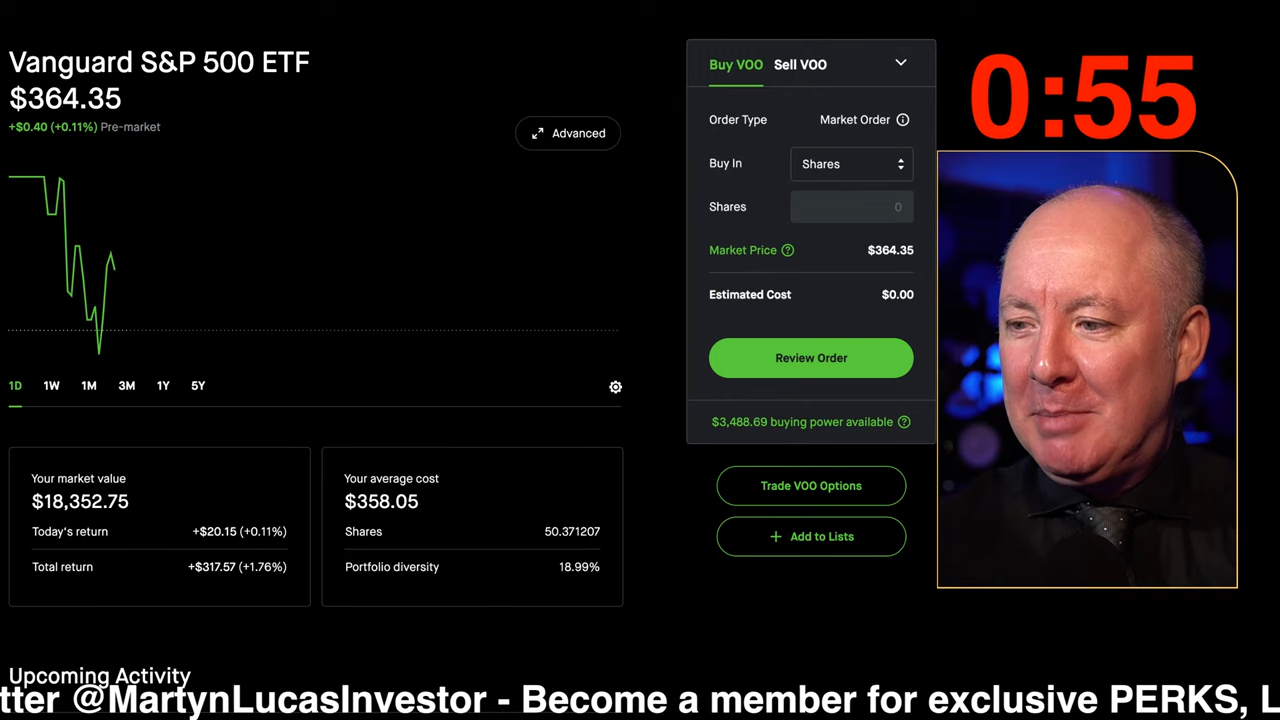 Vanguard S&P 500 ETF
$364.35
+$0.40 (+0.11%) Pre-market
Advanced
1D 1W 1M 3M 1Y 5Y
Your market value
$18,352.75
Today's return +$20.15 (+0.11%)
Total return +$317.57 (+1.76%)
Your average cost
$358.05
Shares 50.371207
Portfolio diversity 18.99%
Upcoming Activity
Buy VOO Sell VOO
Order Type Market Order
Buy In Shares
Shares 0
Market Price $364.35
Estimated Cost $0.00
Review Order
$3,488.69 buying power available
Trade VOO Options
+ Add to Lists
0:55
tter @MartynLucasInvestor - Become a member for exclusive PERKS, L